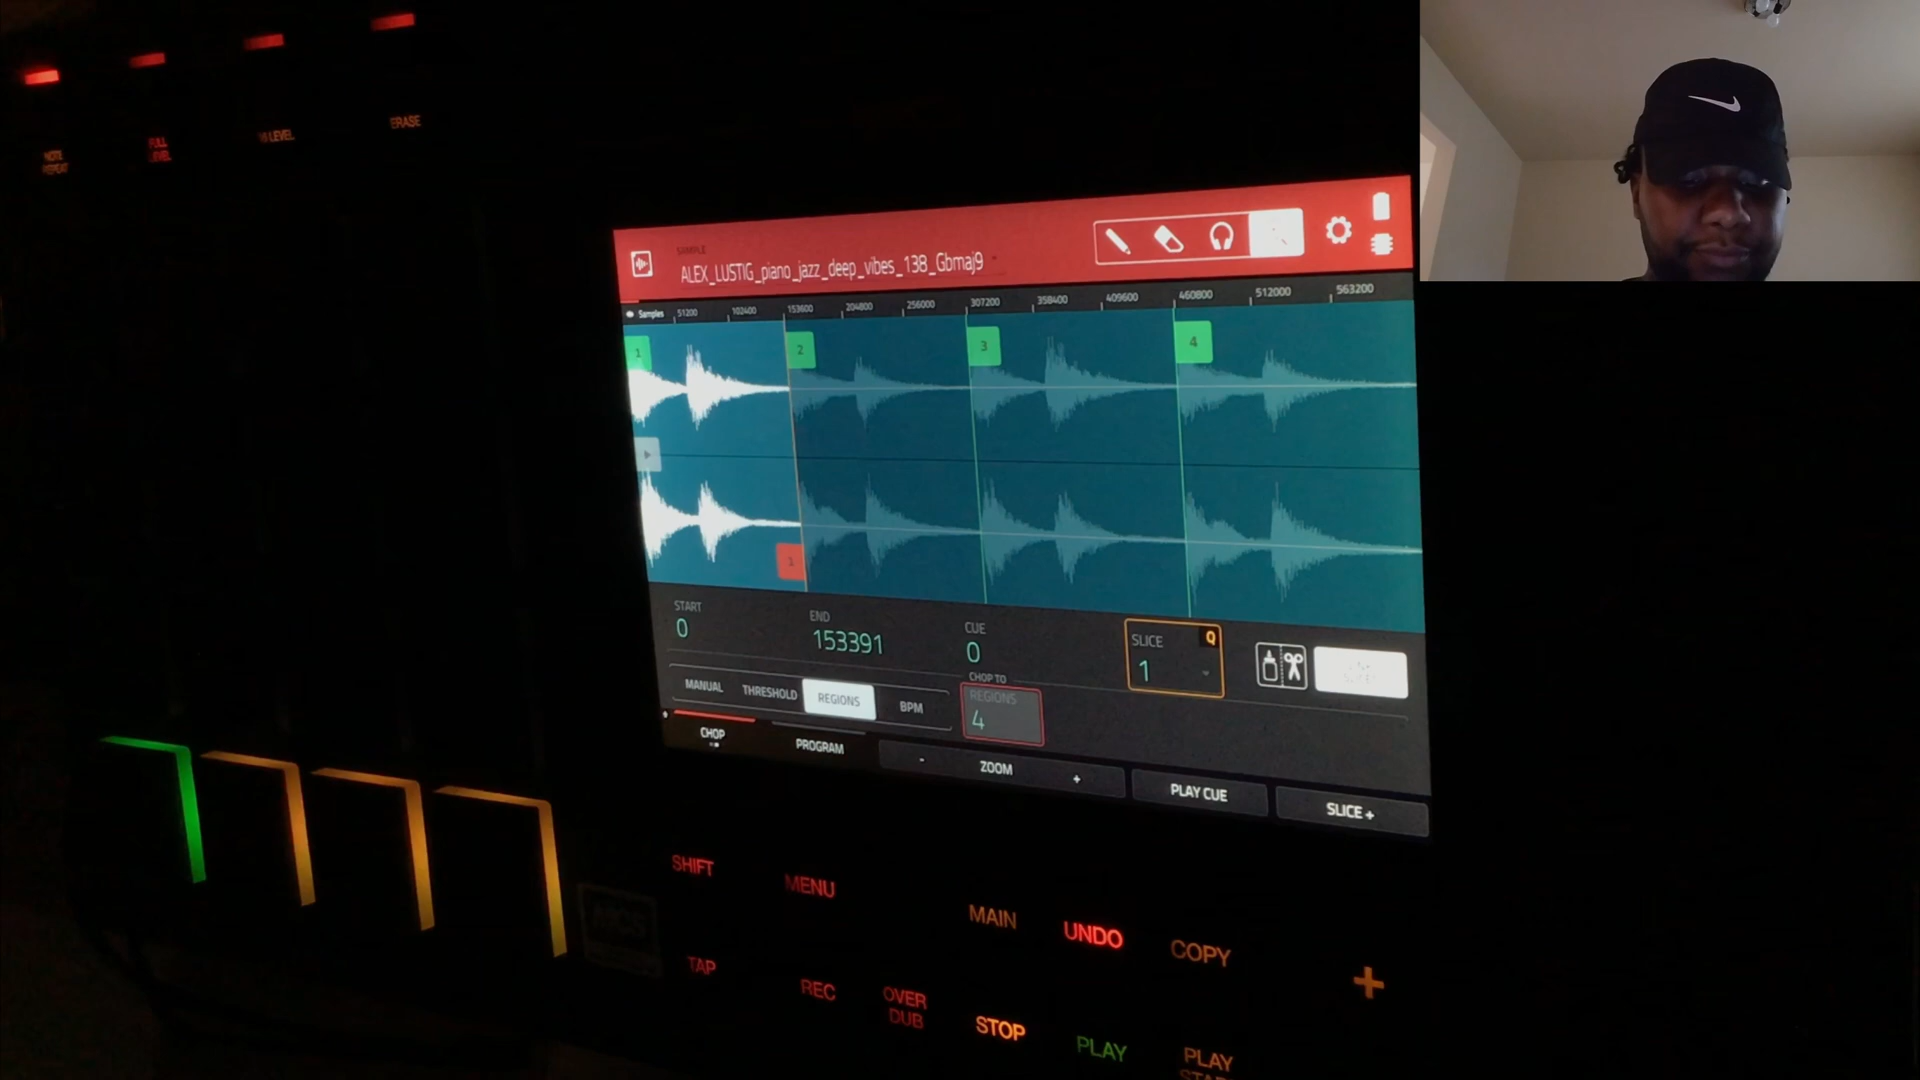 NOTE
REPEAT
FULL
LEVEL
16 LEVEL
ERASE
SAMPLE
ALEX_LUSTIG_piano_jazz_deep_vibes_138_Gbmaj9
Samples 51200 102400 153600 204800 256000 307200 358400 409600 460800 512000 563200
1 2 3 4
1
START
0
END
153391
CUE
0
SLICE Q
1
MANUAL THRESHOLD REGIONS BPM
CHOP TO
REGIONS
4
CHOP PROGRAM - ZOOM + PLAY CUE SLICE +
SHIFT MENU MAIN UNDO COPY +
TAP REC OVER
DUB STOP PLAY PLAY